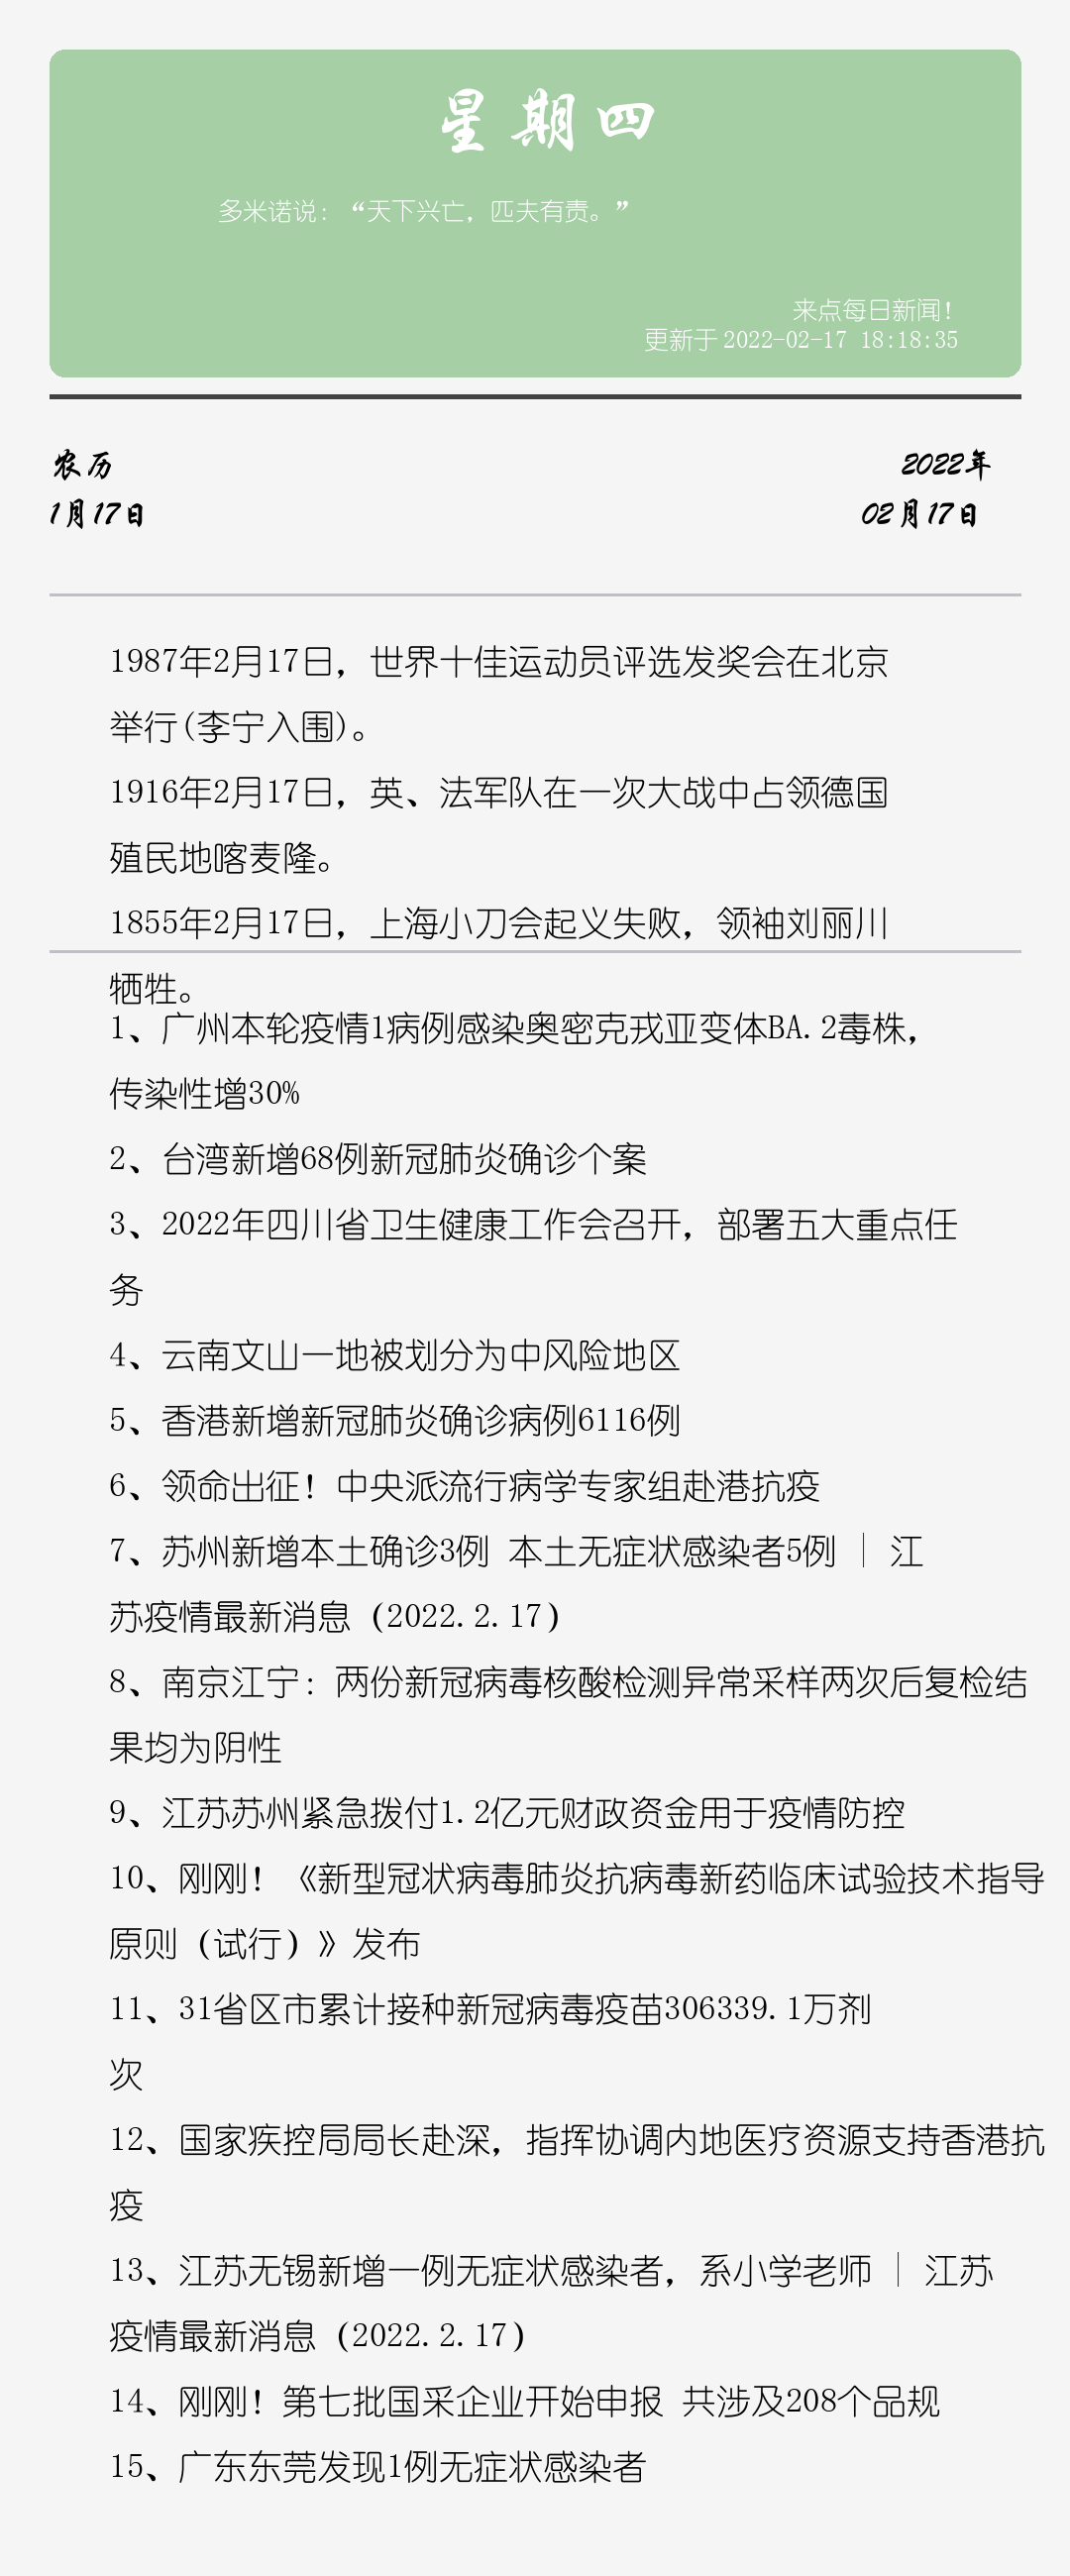 星期四
多米诺说：“天下兴亡，匹夫有责。”
来点每日新闻！
更新于2022-02-17 18:18:35
农历
2022年
1月17日
02月17日
1987年2月17日，世界十佳运动员评选发奖会在北京
举行(李宁入围)。
1916年2月17日，英、法军队在一次大战中占领德国
殖民地喀麦隆。
1855年2月17日，上海小刀会起义失败，领袖刘丽川
牺牲。
1、广州本轮疫情1病例感染奥密克戎亚变体BA.2毒株，
传染性增30%
2、台湾新增68例新冠肺炎确诊个案
3、2022年四川省卫生健康工作会召开，部署五大重点任
务
4、云南文山一地被划分为中风险地区
5、香港新增新冠肺炎确诊病例6116例
6、领命出征！中央派流行病学专家组赴港抗疫
7、苏州新增本土确诊3例 本土无症状感染者5例 | 江
苏疫情最新消息（2022.2.17）
8、南京江宁：两份新冠病毒核酸检测异常采样两次后复检结
果均为阴性
9、江苏苏州紧急拨付1.2亿元财政资金用于疫情防控
10、刚刚！《新型冠状病毒肺炎抗病毒新药临床试验技术指导
原则（试行）》发布
11、31省区市累计接种新冠病毒疫苗306339.1万剂
次
12、国家疾控局局长赴深，指挥协调内地医疗资源支持香港抗
疫
13、江苏无锡新增一例无症状感染者，系小学老师 | 江苏
疫情最新消息（2022.2.17）
14、刚刚！第七批国采企业开始申报 共涉及208个品规
15、广东东莞发现1例无症状感染者